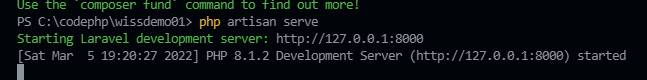 Use the `composer fund` command to find out more!
PS C:\codephp\wissdemo01> php artisan serve
Starting Laravel development server: http://127.0.0.1:8000
[Sat Mar  5 19:20:27 2022] PHP 8.1.2 Development Server (http://127.0.0.1:8000) started